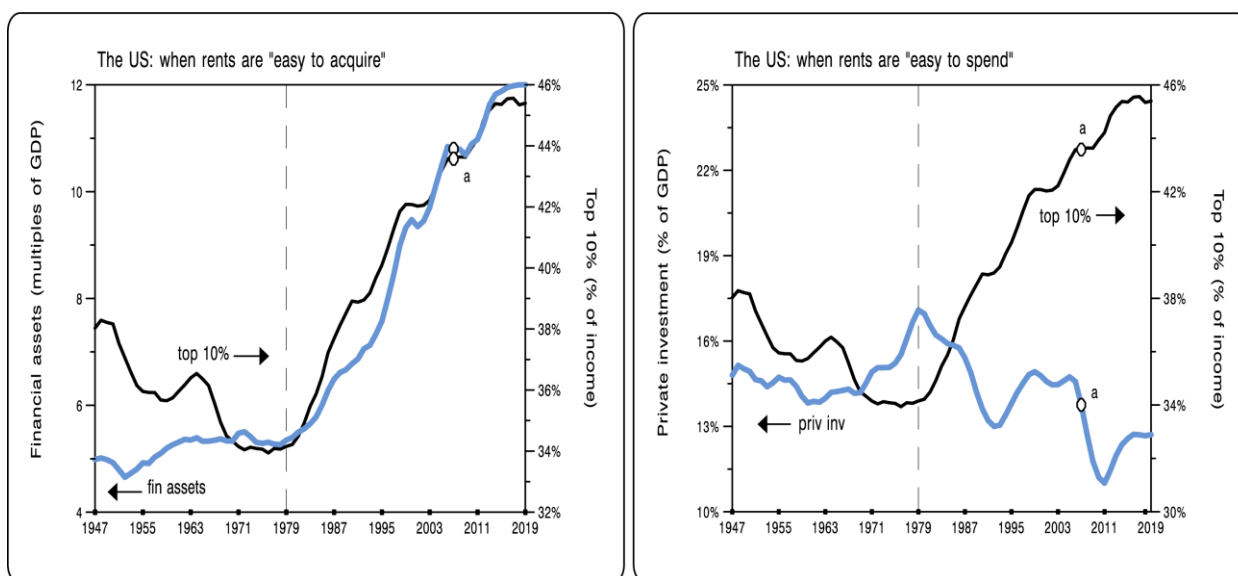 The US: when rents are "easy to acquire"
Financial assets (multiples of GDP)
12
10
8
6
4
46%
44%
42%
40%
38%
36%
34%
32%
Top 10% (% of income)
a
top 10%
fin assets
1947 1955 1963 1971 1979 1987 1995 2003 2011 2019
The US: when rents are "easy to spend"
Private investment (% of GDP)
25%
22%
19%
16%
13%
10%
46%
42%
38%
34%
30%
Top 10% (% of income)
a
top 10%
a
priv inv
1947 1955 1963 1971 1979 1987 1995 2003 2011 2019